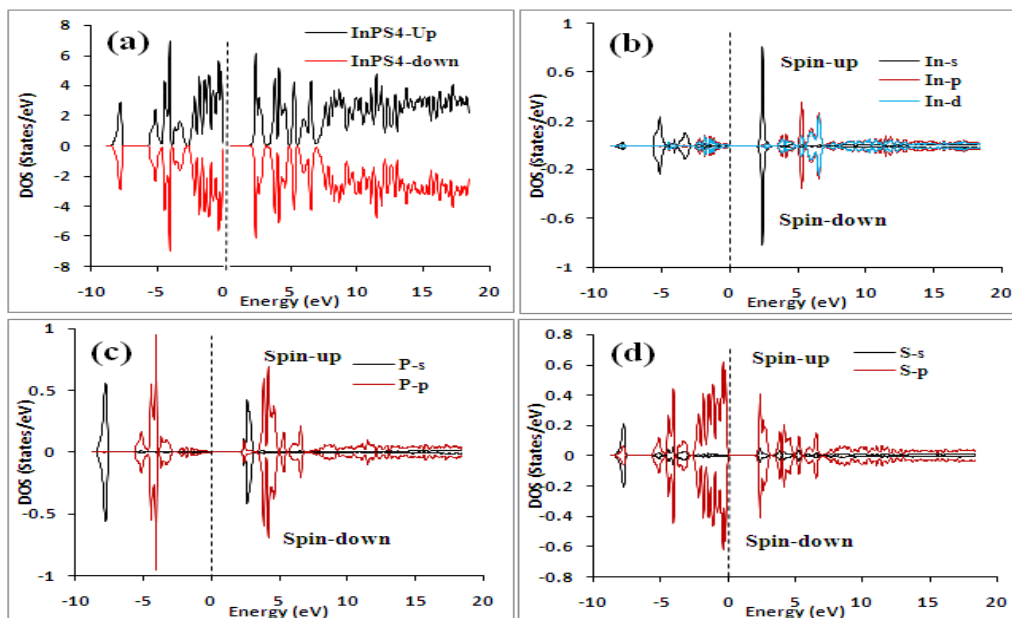 (a)
InPS4-Up
InPS4-down
DOS (States/eV)
8
6
4
2
0
-2
-4
-6
-8
-10 -5 0 5 10 15 20
Energy (eV)
(b)
Spin-up
In-s
In-p
In-d
DOS (States/eV)
1
0.6
-0.2
-0.2
-0.6
-1
Spin-down
-10 -5 0 5 10 15 20
Energy (eV)
(c)
Spin-up
P-s
P-p
DOS (States/eV)
1
0.5
0
-0.5
-1
Spin-down
-10 -5 0 5 10 15 20
Energy (eV)
(d)
Spin-up
S-s
S-p
DOS (States/eV)
0.8
0.6
0.4
0.2
0
-0.2
-0.4
-0.6
-0.8
Spin-down
-10 -5 0 5 10 15 20
Energy (eV)